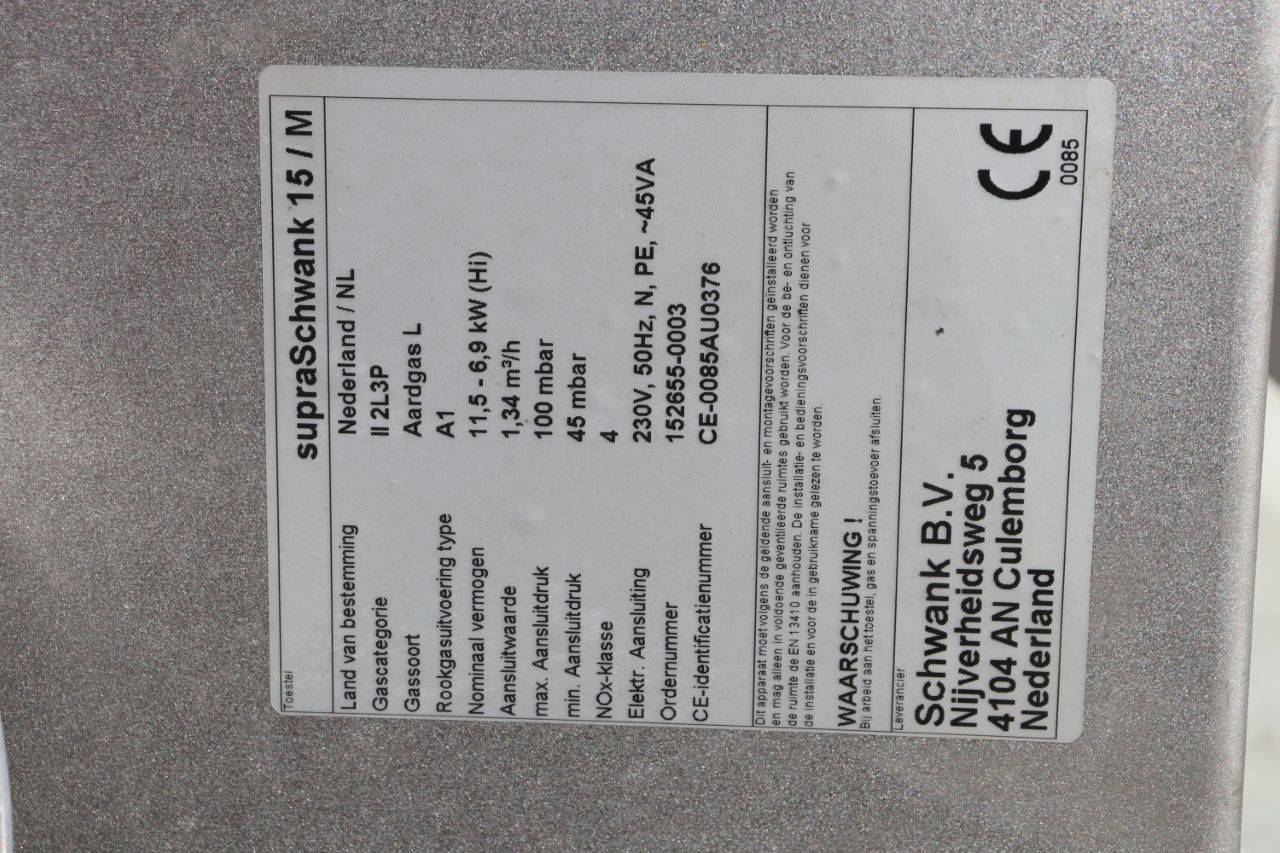 Toestel
supraSchwank 15 / M
Land van bestemming Nederland / NL
Gascategorie II 2L3P
Gassoort Aardgas L
Rookgasuitvoering type A1
Nominaal vermogen 11,5 - 6,9 kW (Hi)
Aansluitwaarde 1,34 m³/h
max. Aansluitdruk 100 mbar
min. Aansluitdruk 45 mbar
NOx-klasse 4
Elektr. Aansluiting 230V, 50Hz, N, PE, ~45VA
Ordernummer 152655-0003
CE-identificatienummer CE-0085AU0376
Dit apparaat moet volgens de geldende aansluit- en montagevoorschriften geinstalleerd worden
en mag alleen in voldoende geventileerde ruimtes gebruikt worden. Voor de be- en ontluchting van
de ruimte de EN 13410 aanhouden. De installatie- en bedieningsvoorschriften dienen voor
de installatie en voor de in gebruikname gelezen te worden.
WAARSCHUWING !
Bij arbeid aan het toestel, gas en spanningstoevoer afsluiten.
Leverancier
Schwank B.V.
Nijverheidsweg 5
4104 AN Culemborg
Nederland
CE
0085